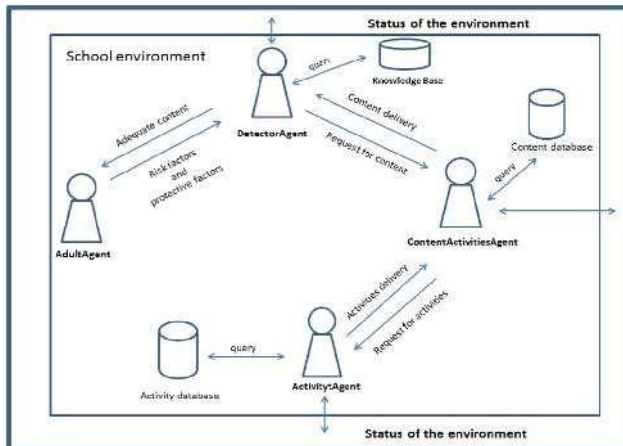 Status of the environment
School environment
query
Knowledge Base
DetectorAgent
Content delivery
Adequate content
Request for content
Content database
Risk factors
and
protective factors
query
AdultAgent
ContentActivitiesAgent
Activities delivery
Request for activities
query
Activity database
ActivitytAgent
Status of the environment